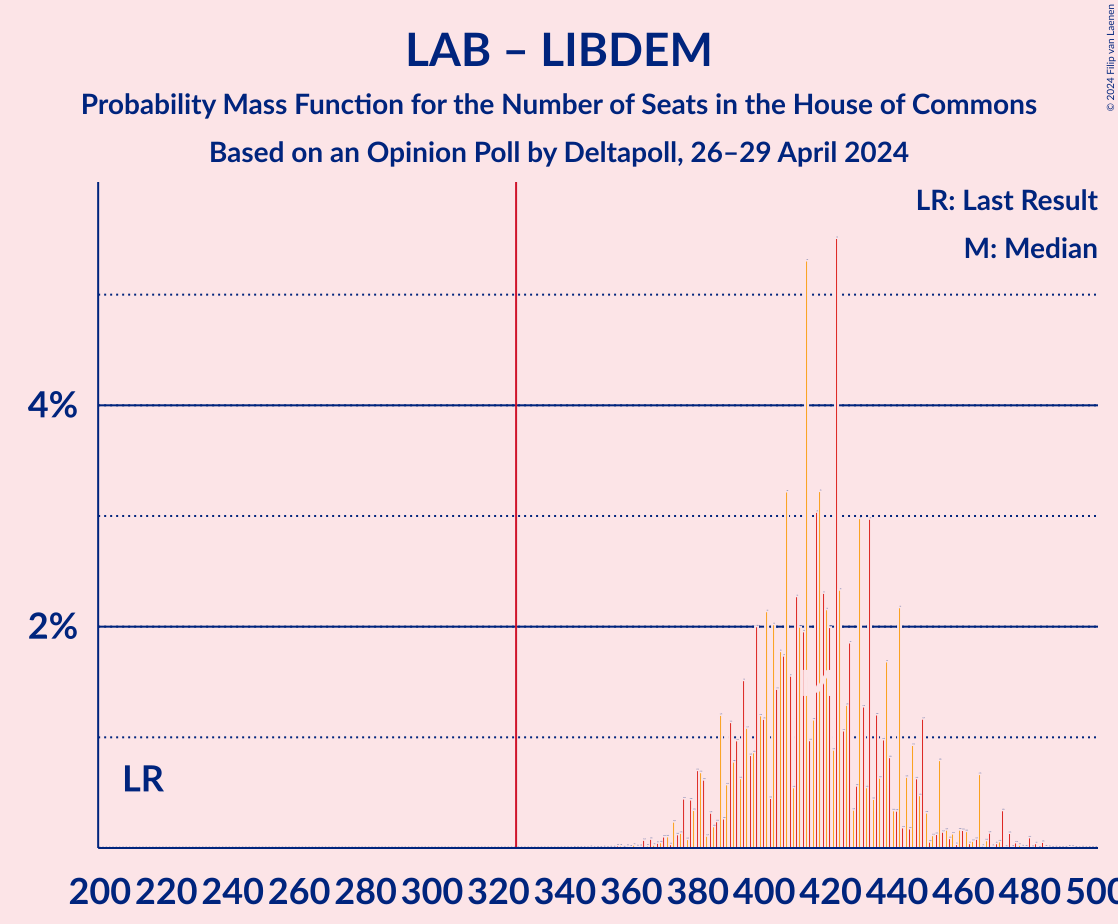 LAB – LIBDEM
Probability Mass Function for the Number of Seats in the House of Commons
Based on an Opinion Poll by Deltapoll, 26–29 April 2024
© 2024 Filip van Laenen
LR: Last Result
M: Median
4%
2%
LR
200 220 240 260 280 300 320 340 360 380 400 420 440 460 480 500